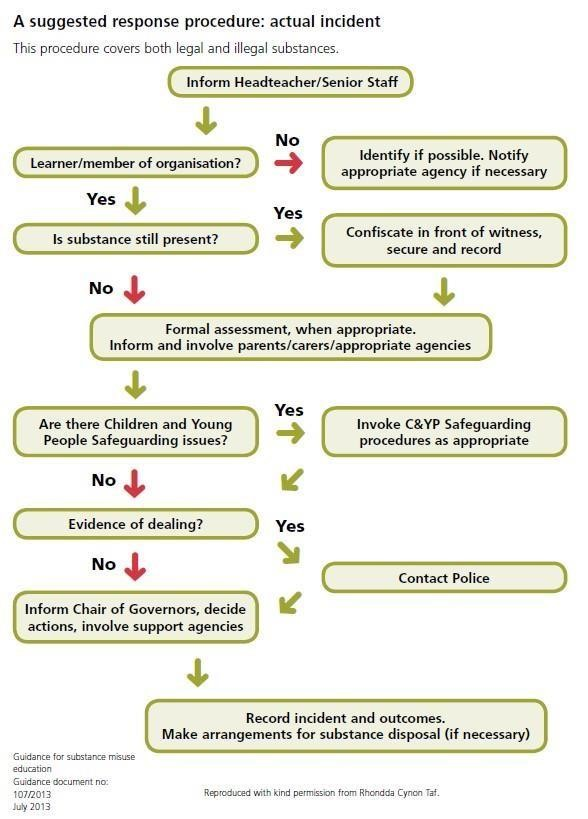 A suggested response procedure: actual incident
This procedure covers both legal and illegal substances.
Inform Headteacher/Senior Staff
No
Learner/member of organisation?
Identify if possible. Notify
appropriate agency if necessary
Yes
Yes
Is substance still present?
Confiscate in front of witness,
secure and record
No
Formal assessment, when appropriate.
Inform and involve parents/carers/appropriate agencies
Yes
Are there Children and Young
People Safeguarding issues?
Invoke C&YP Safeguarding
procedures as appropriate
No
Evidence of dealing?
Yes
No
Contact Police
Inform Chair of Governors, decide
actions, involve support agencies
Record incident and outcomes.
Make arrangements for substance disposal (if necessary)
Guidance for substance misuse
education
Guidance document no:
107/2013
July 2013
Reproduced with kind permission from Rhondda Cynon Taf.